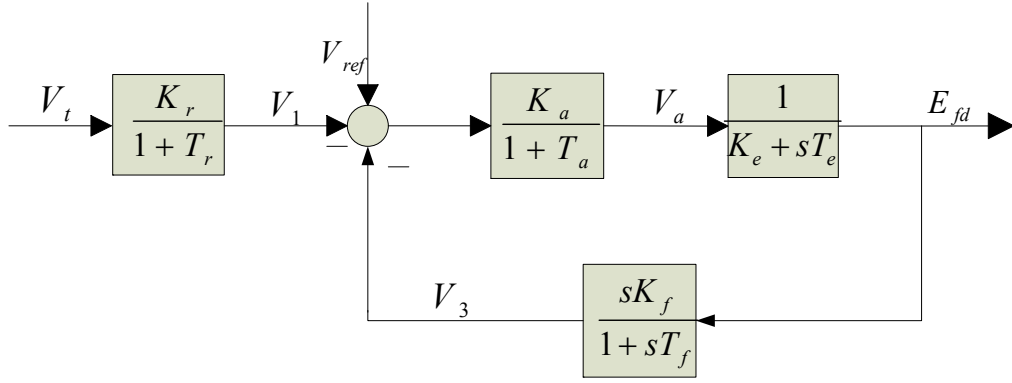 V_ref
V_t
K_r
1 + T_r
V_1
K_a
1 + T_a
V_a
1
K_e + sT_e
E_fd
−
−
V_3
sK_f
1 + sT_f